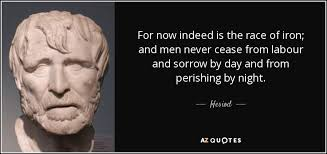 For now indeed is the race of iron;
and men never cease from labour
and sorrow by day and from
perishing by night.
Hesiod
AZ QUOTES